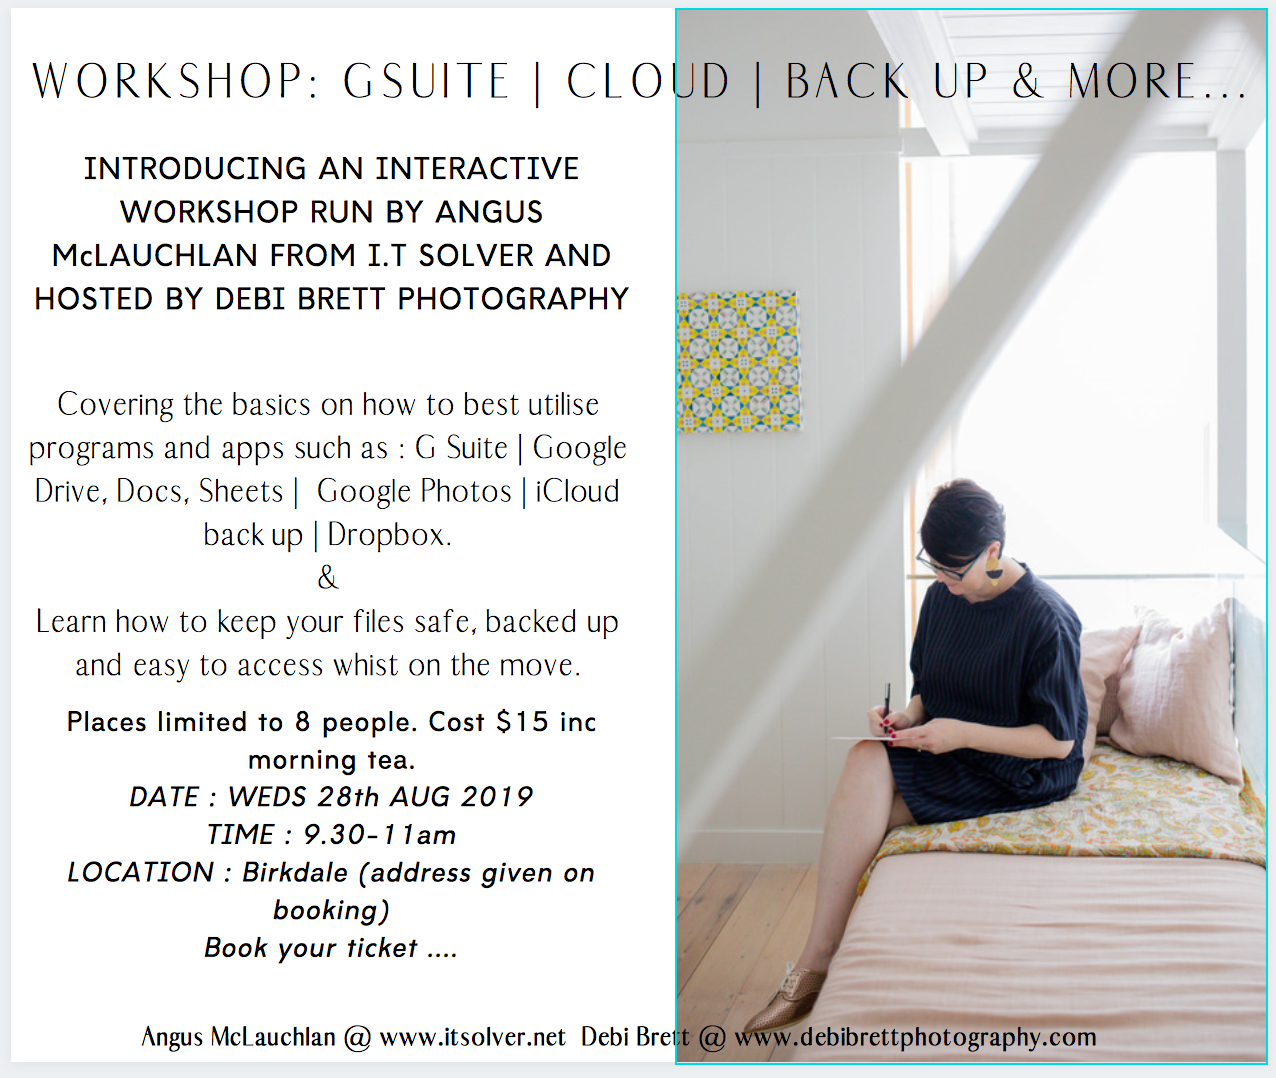 WORKSHOP: GSUITE | CLOUD | BACK UP & MORE...
INTRODUCING AN INTERACTIVE
WORKSHOP RUN BY ANGUS
McLAUCHLAN FROM I.T SOLVER AND
HOSTED BY DEBI BRETT PHOTOGRAPHY
Covering the basics on how to best utilise
programs and apps such as : G Suite | Google
Drive, Docs, Sheets | Google Photos | iCloud
back up | Dropbox.
&
Learn how to keep your files safe, backed up
and easy to access whist on the move.
Places limited to 8 people. Cost $15 inc
morning tea.
DATE : WEDS 28th AUG 2019
TIME : 9.30-11am
LOCATION : Birkdale (address given on
booking)
Book your ticket ....
Angus McLauchlan @ www.itsolver.net Debi Brett @ www.debibrettphotography.com